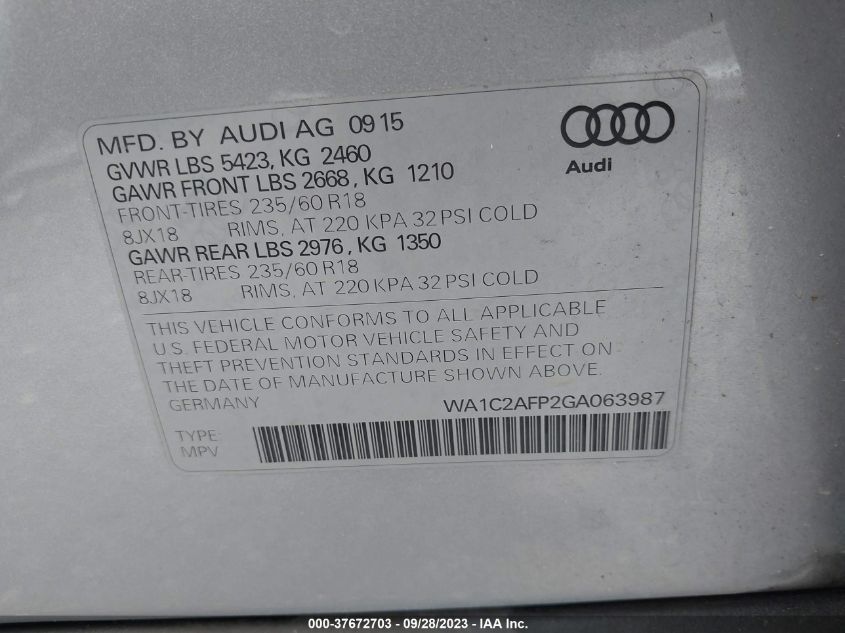 MFD. BY AUDI AG 09 15
GVWR LBS 5423, KG 2460
GAWR FRONT LBS 2668, KG 1210
FRONT-TIRES 235/60 R18
8JX18 RIMS, AT 220 KPA 32 PSI COLD
GAWR REAR LBS 2976, KG 1350
REAR-TIRES 235/60 R18
8JX18 RIMS, AT 220 KPA 32 PSI COLD
Audi
THIS VEHICLE CONFORMS TO ALL APPLICABLE
U.S. FEDERAL MOTOR VEHICLE SAFETY AND
THEFT PREVENTION STANDARDS IN EFFECT ON
THE DATE OF MANUFACTURE SHOWN ABOVE.
GERMANY WA1C2AFP2GA063987
TYPE:
MPV
000-37672703 - 09/28/2023 - IAA Inc.